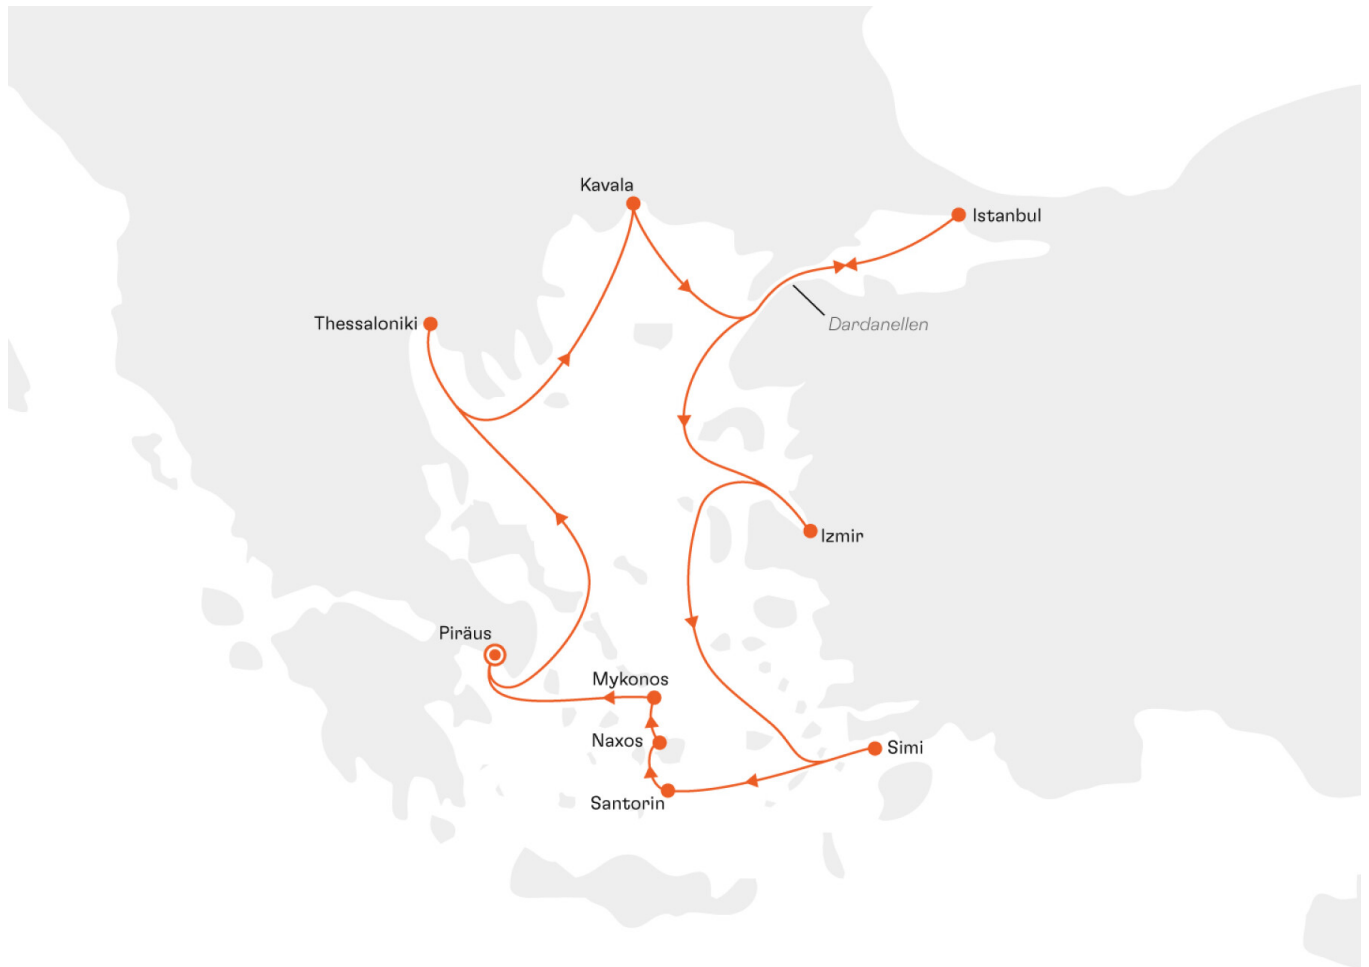 Kavala
Istanbul
Thessaloniki
Dardanellen
Izmir
Piräus
Mykonos
Naxos
Simi
Santorin